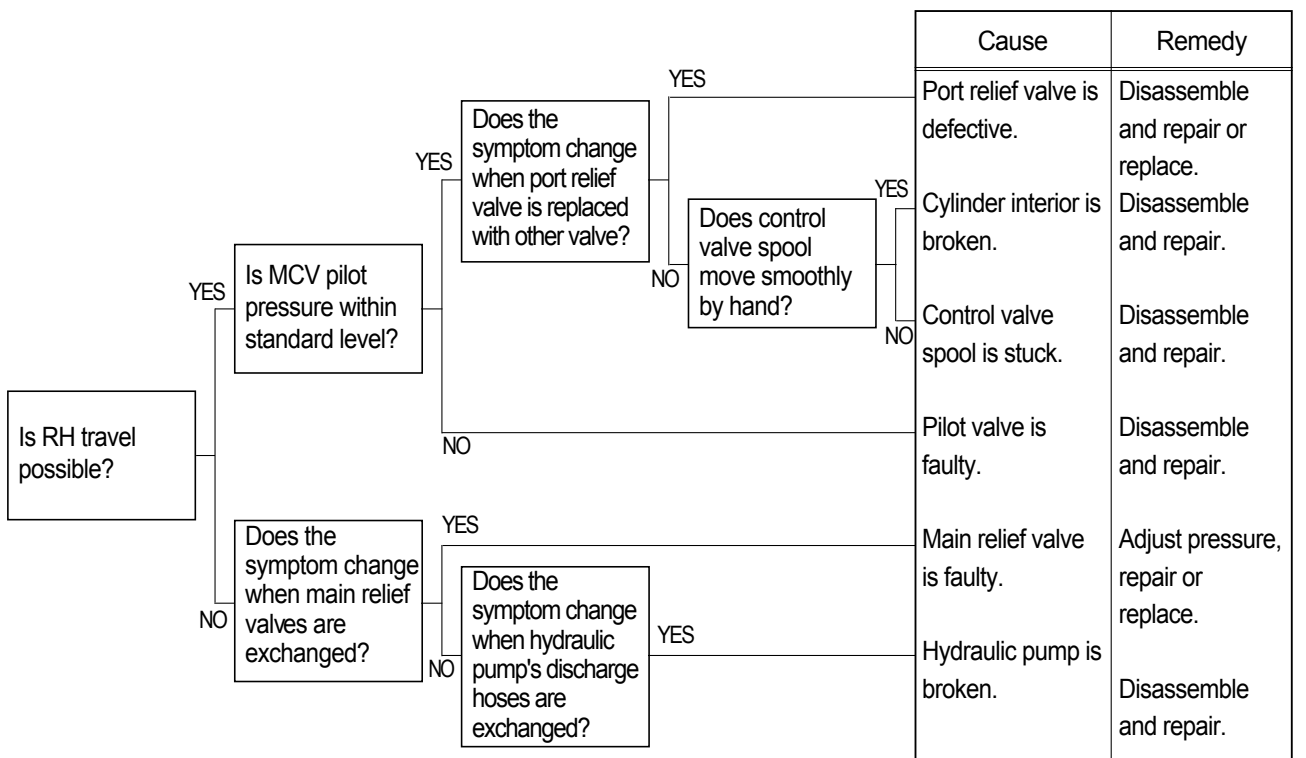 Is RH travel
possible?
YES
NO
Is MCV pilot
pressure within
standard level?
YES
NO
Does the
symptom change
when port relief
valve is replaced
with other valve?
YES
NO
Does control
valve spool
move smoothly
by hand?
YES
NO
Does the
symptom change
when main relief
valves are
exchanged?
YES
NO
Does the
symptom change
when hydraulic
pump's discharge
hoses are
exchanged?
YES
Cause
Remedy
Port relief valve is
defective.
Disassemble
and repair or
replace.
Cylinder interior is
broken.
Disassemble
and repair.
Control valve
spool is stuck.
Disassemble
and repair.
Pilot valve is
faulty.
Disassemble
and repair.
Main relief valve
is faulty.
Adjust pressure,
repair or
replace.
Hydraulic pump is
broken.
Disassemble
and repair.